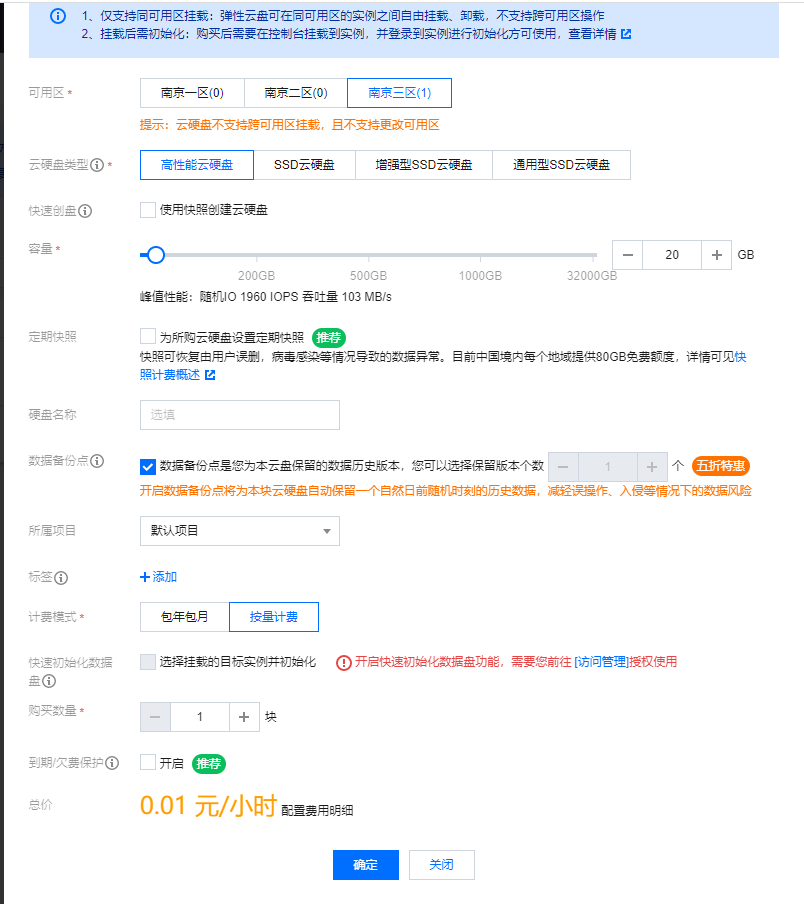 1、仅支持同可用区挂载：弹性云盘可在同可用区的实例之间自由挂载、卸载，不支持跨可用区操作
2、挂载后需初始化：购买后需要在控制台挂载到实例，并登录到实例进行初始化方可使用，查看详情
可用区* 南京一区(0) 南京二区(0) 南京三区(1)
提示：云硬盘不支持跨可用区挂载，且不支持更改可用区
云硬盘类型* 高性能云硬盘 SSD云硬盘 增强型SSD云硬盘 通用型SSD云硬盘
快速创盘 使用快照创建云硬盘
容量* － 20 ＋ GB
200GB 500GB 1000GB 32000GB
峰值性能：随机IO 1960 IOPS 吞吐量 103 MB/s
定期快照 为所购云硬盘设置定期快照 推荐
快照可恢复由用户误删，病毒感染等情况导致的数据异常。目前中国境内每个地域提供80GB免费额度，详情可见快
照计费概述
硬盘名称 选填
数据备份点 数据备份点是您为本云盘保留的数据历史版本，您可以选择保留版本个数 － 1 ＋ 个 五折特惠
开启数据备份点将为本块云硬盘自动保留一个自然日前随机时刻的历史数据，减轻误操作、入侵等情况下的数据风险
所属项目 默认项目
标签 +添加
计费模式* 包年包月 按量计费
快速初始化数据 选择挂载的目标实例并初始化 开启快速初始化数据盘功能，需要您前往 [访问管理]授权使用
盘
购买数量* － 1 ＋ 块
到期/欠费保护 开启 推荐
总价 0.01 元/小时 配置费用明细
确定 关闭